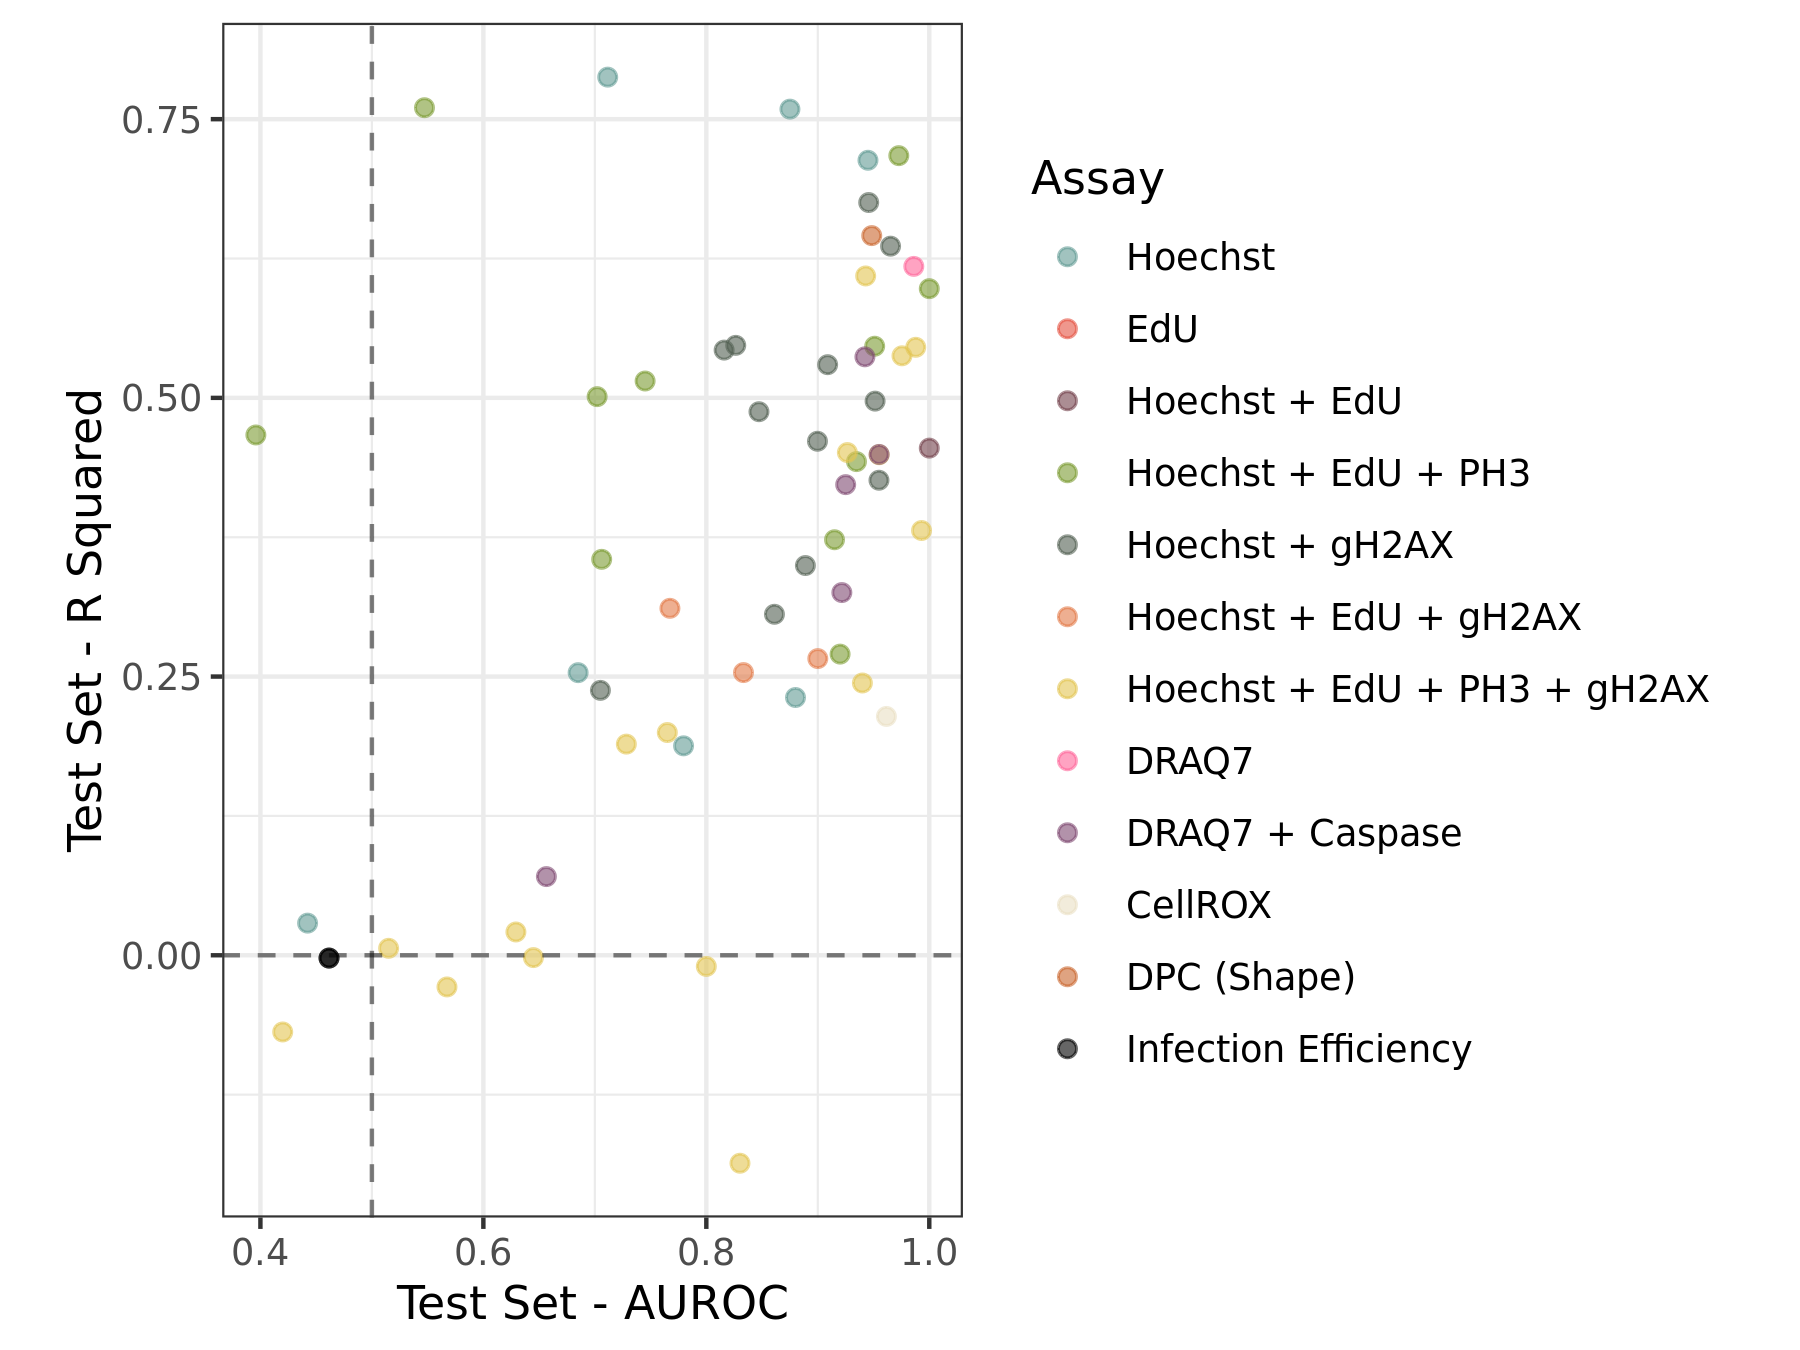 0.75
0.50
0.25
0.00
Test Set - R Squared
0.4 0.6 0.8 1.0
Test Set - AUROC
Assay
Hoechst
EdU
Hoechst + EdU
Hoechst + EdU + PH3
Hoechst + gH2AX
Hoechst + EdU + gH2AX
Hoechst + EdU + PH3 + gH2AX
DRAQ7
DRAQ7 + Caspase
CellROX
DPC (Shape)
Infection Efficiency